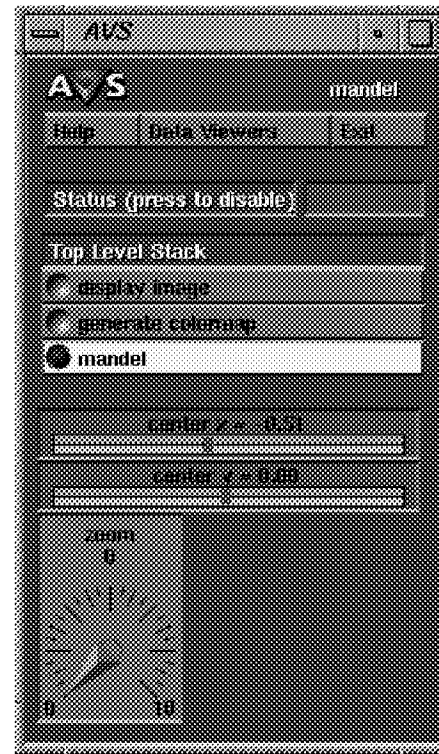 AVS
AVS
mandel
Help Data Viewers Exit
Status (press to disable)
Top Level Stack
display image
generate colormap
mandel
center x = -0.51
center y = 0.00
zoom
0
0 10